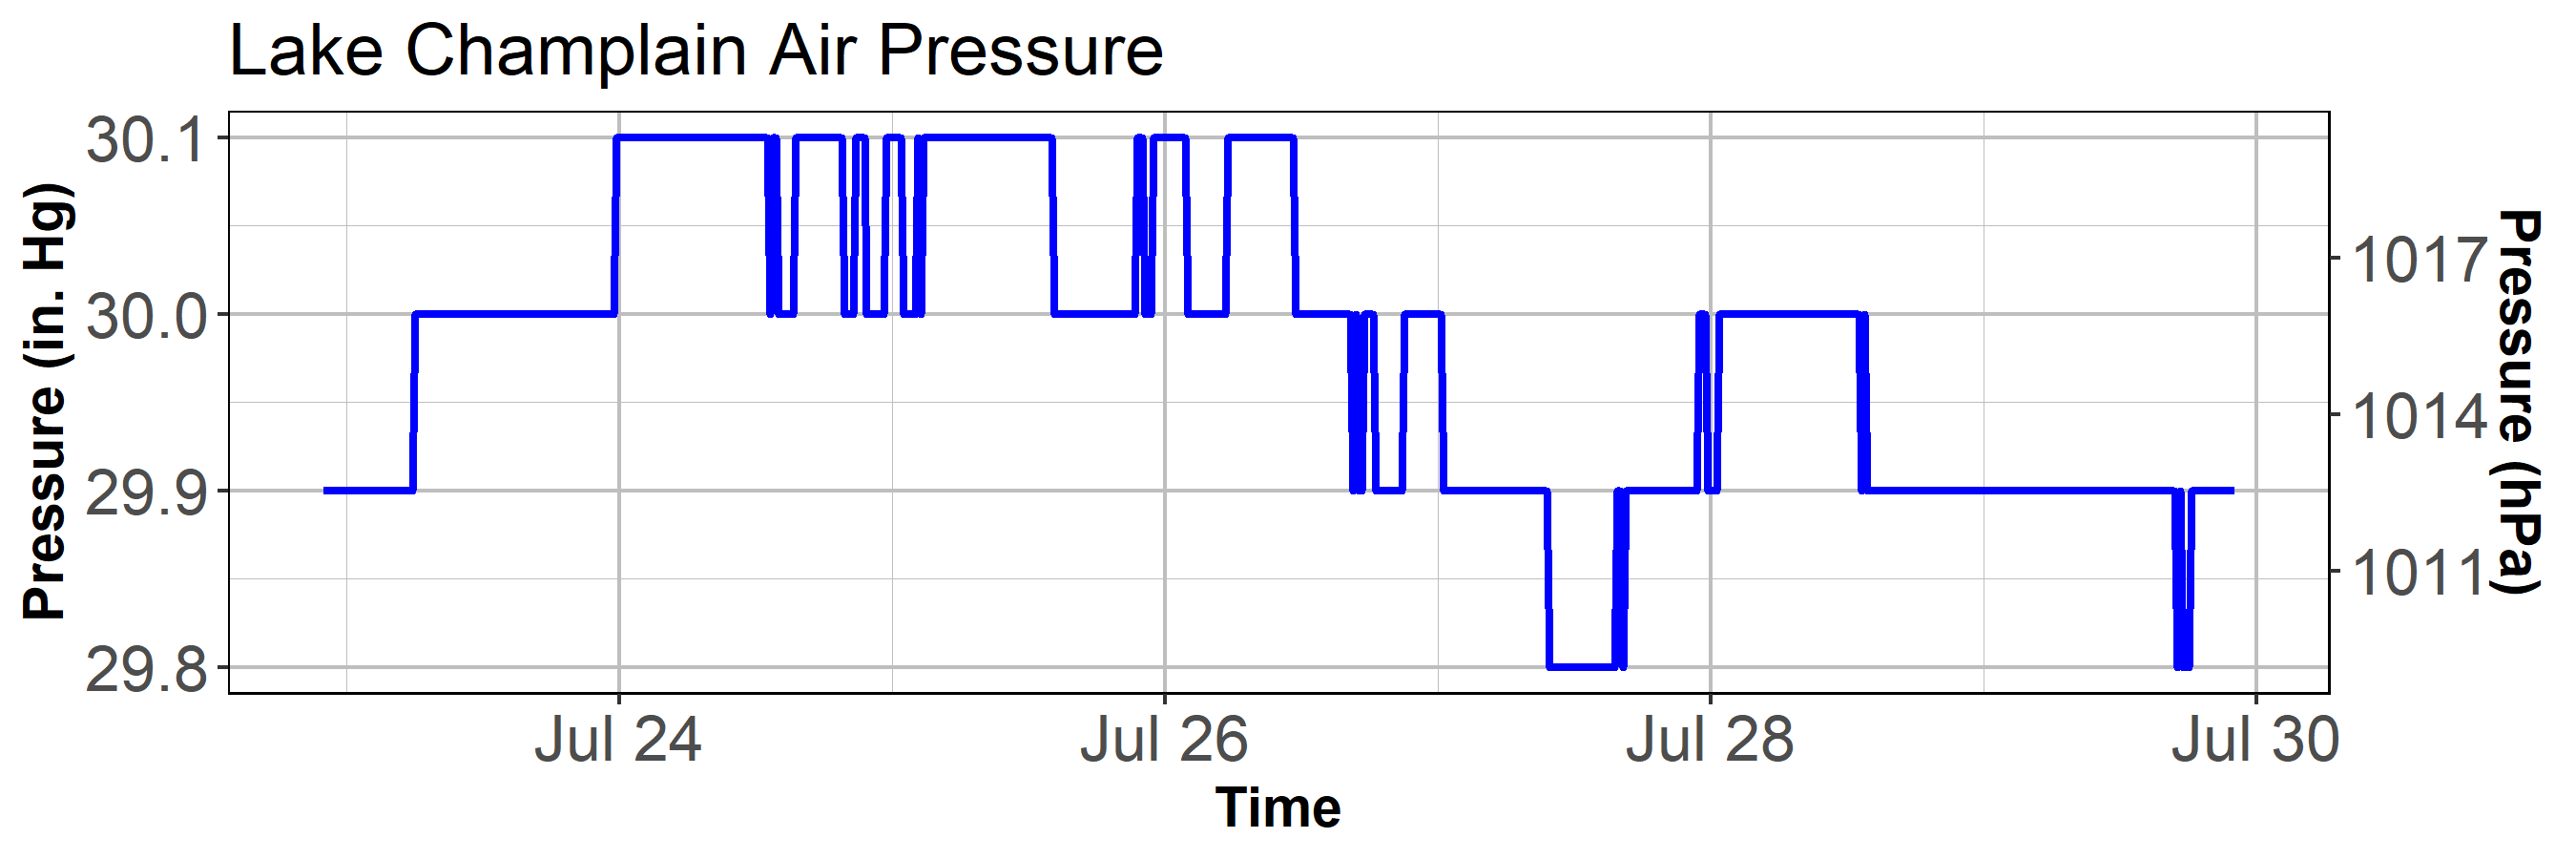 Lake Champlain Air Pressure
Pressure (in. Hg)
30.1
30.0
29.9
29.8
1017
1014
1011
Pressure (hPa)
Jul 24 Jul 26 Jul 28 Jul 30
Time